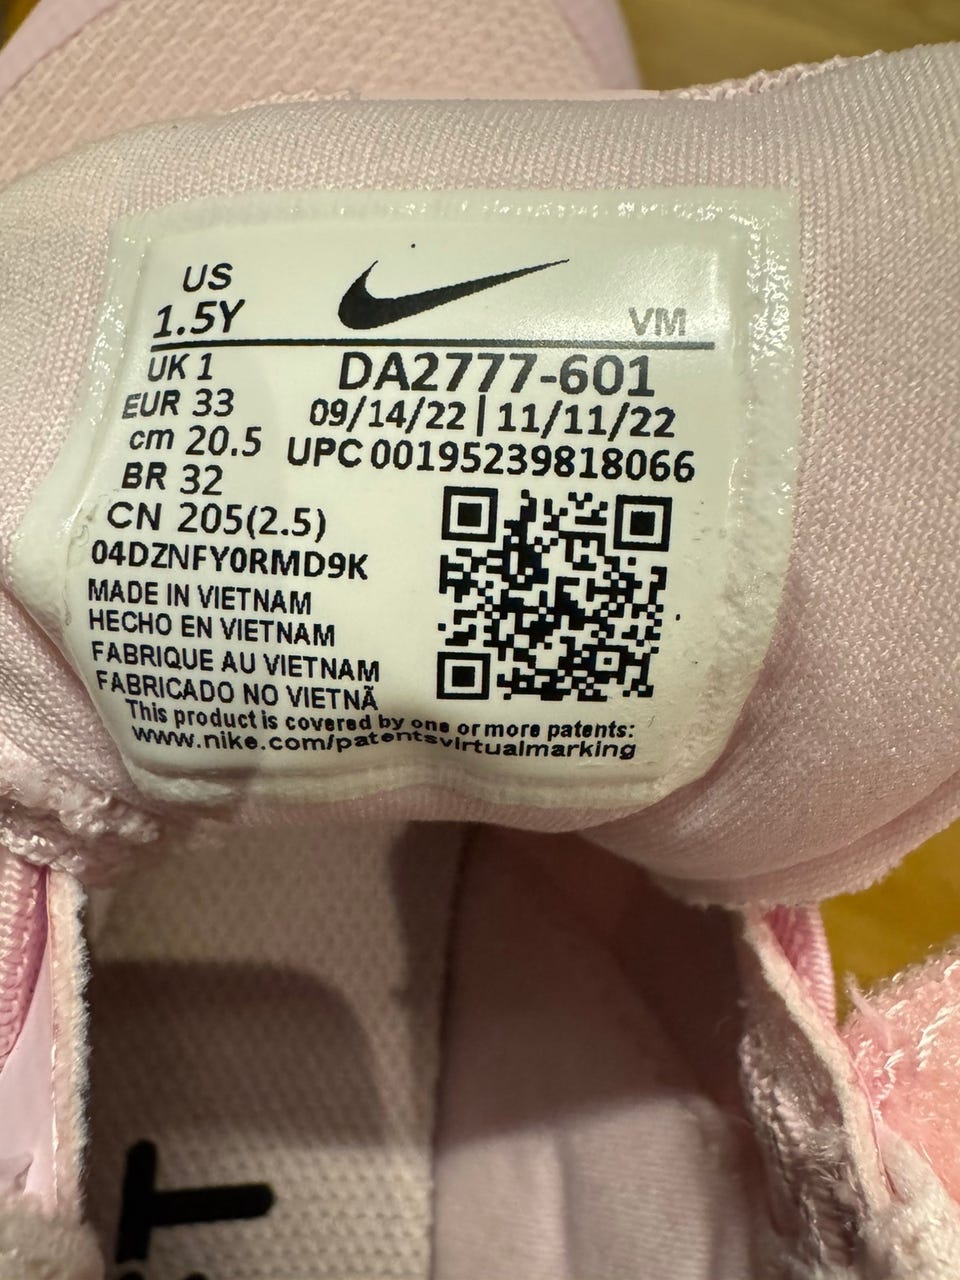 US
1.5Y
VM
UK 1
EUR 33
cm 20.5
BR 32
CN 205(2.5)
DA2777-601
09/14/22 | 11/11/22
UPC 00195239818066
04DZNFY0RMD9K
MADE IN VIETNAM
HECHO EN VIETNAM
FABRIQUE AU VIETNAM
FABRICADO NO VIETNÃ
This product is covered by one or more patents:
www.nike.com/patentsvirtualmarking